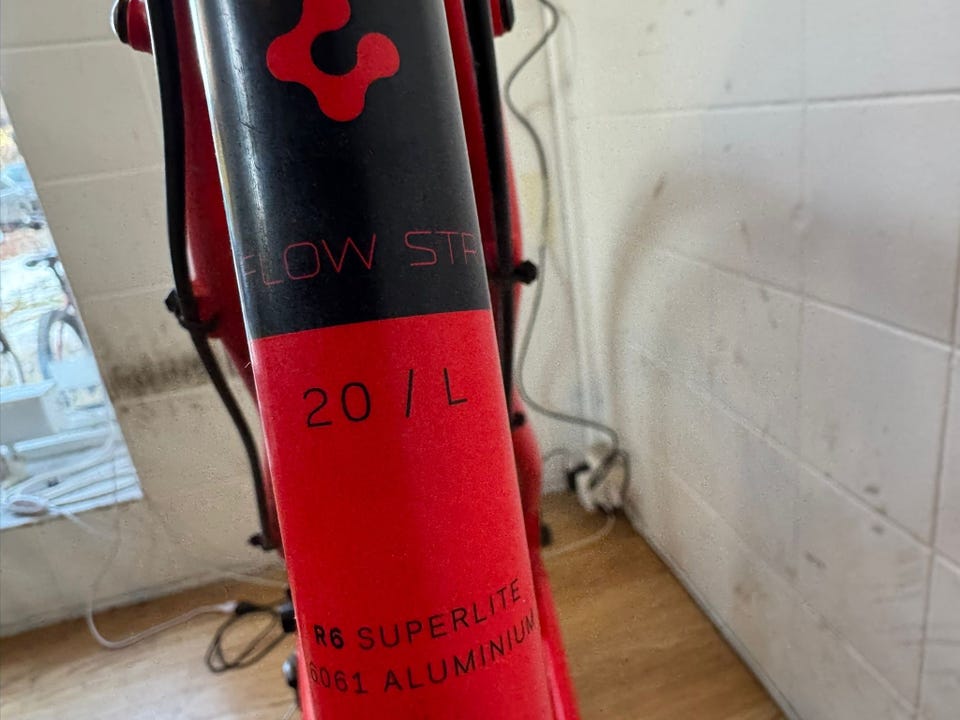 FLOW STR
20 / L
R6 SUPERLITE
6061 ALUMINIUM